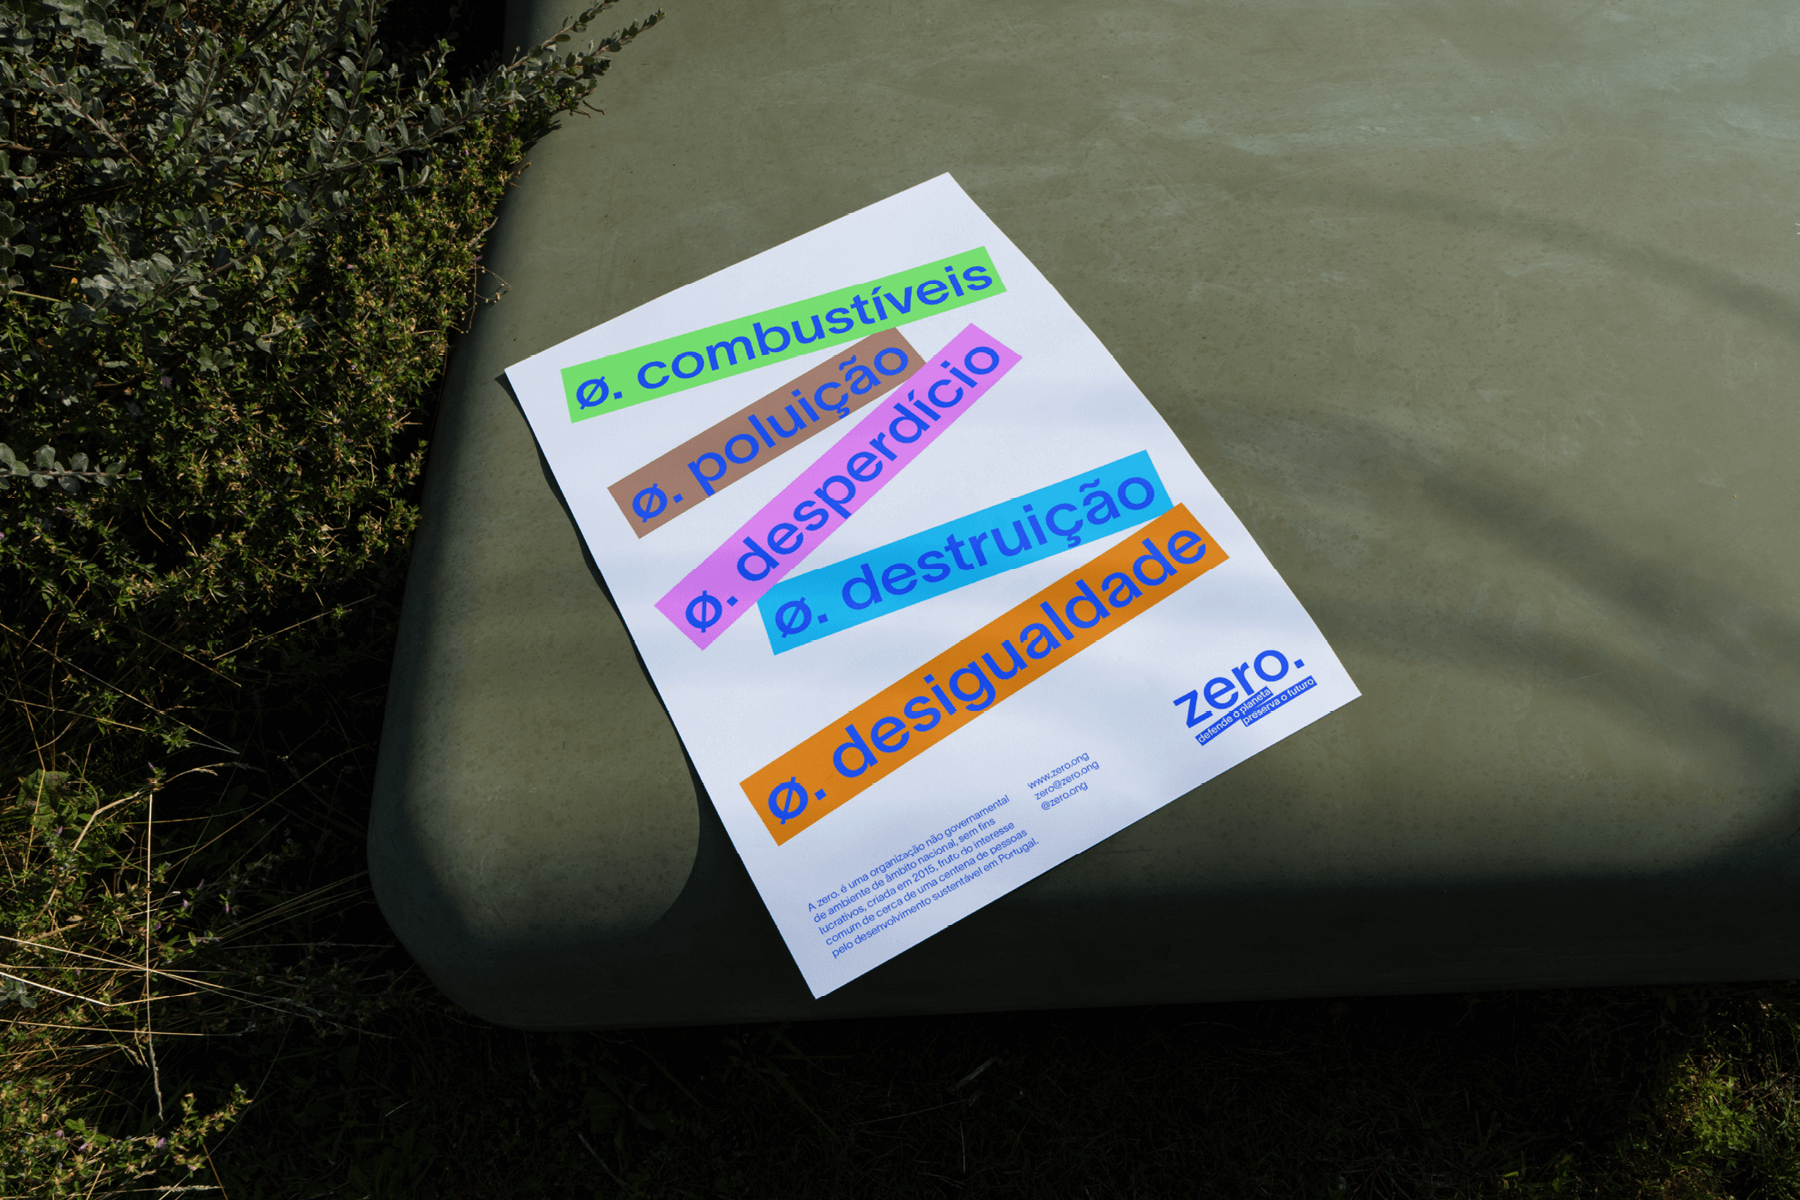 ø. combustíveis
ø. poluição
ø. desperdício
ø. destruição
ø. desigualdade
zero.
defende o planeta
preserva o futuro
www.zero.ong
zero@zero.ong
@zero.ong
A zero. é uma organização não governamental
de ambiente de âmbito nacional, sem fins
lucrativos, criada em 2015, fruto do interesse
comum de cerca de uma centena de pessoas
pelo desenvolvimento sustentável em Portugal.